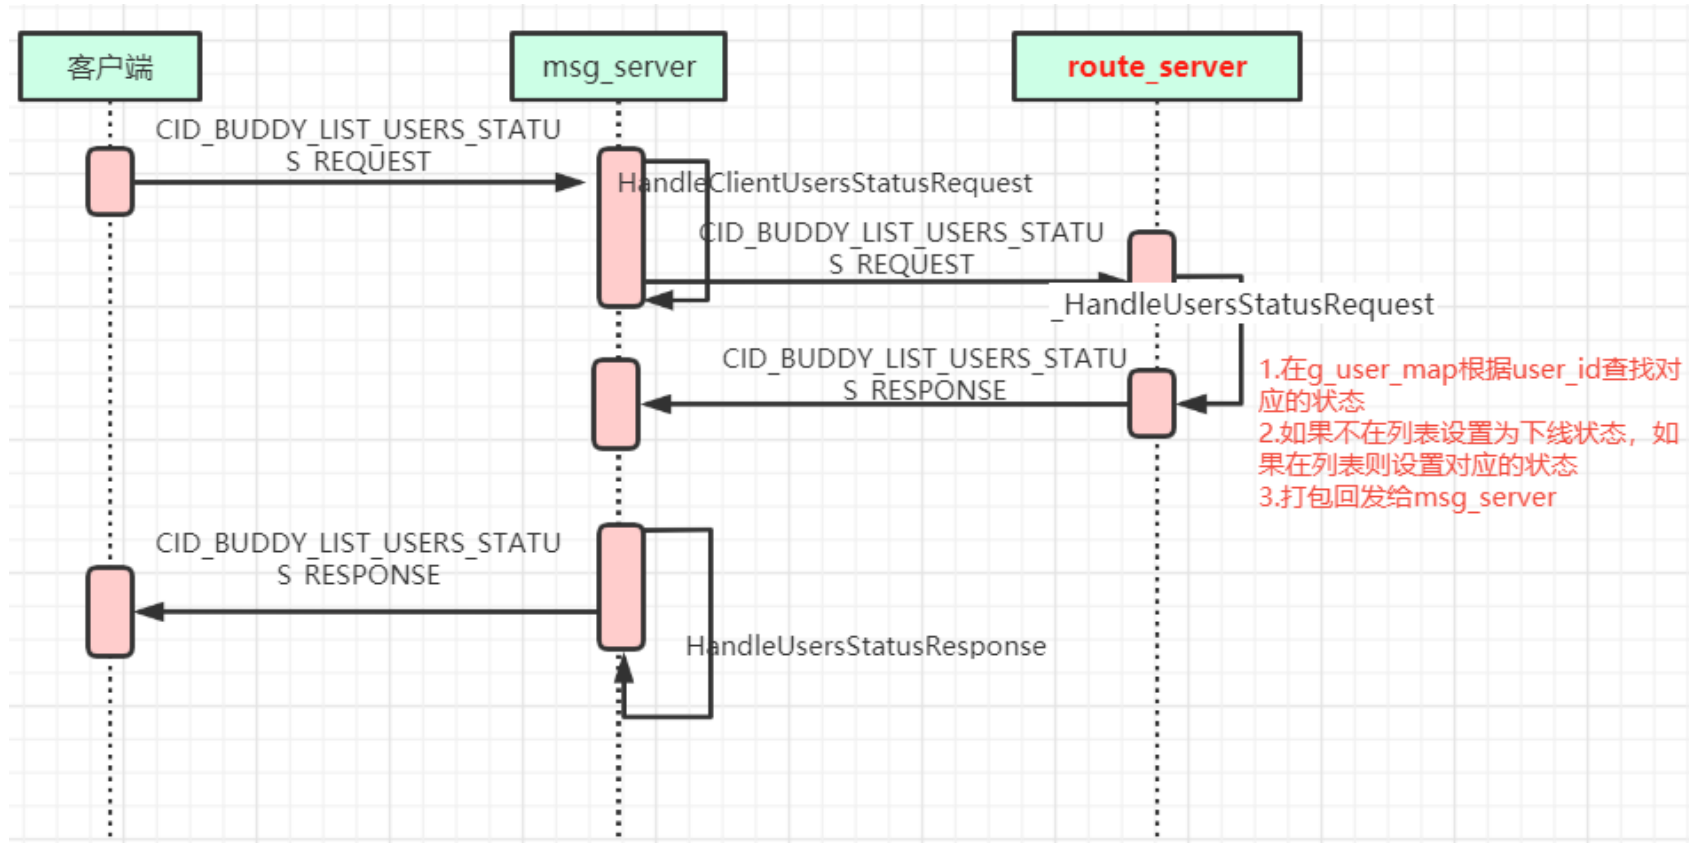 客户端
msg_server
route_server
CID_BUDDY_LIST_USERS_STATU
S_REQUEST
HandleClientUsersStatusRequest
CID_BUDDY_LIST_USERS_STATU
S_REQUEST
_HandleUsersStatusRequest
CID_BUDDY_LIST_USERS_STATU
S_RESPONSE
1.在g_user_map根据user_id查找对
应的状态
2.如果不在列表设置为下线状态，如
果在列表则设置对应的状态
3.打包回发给msg_server
CID_BUDDY_LIST_USERS_STATU
S_RESPONSE
HandleUsersStatusResponse